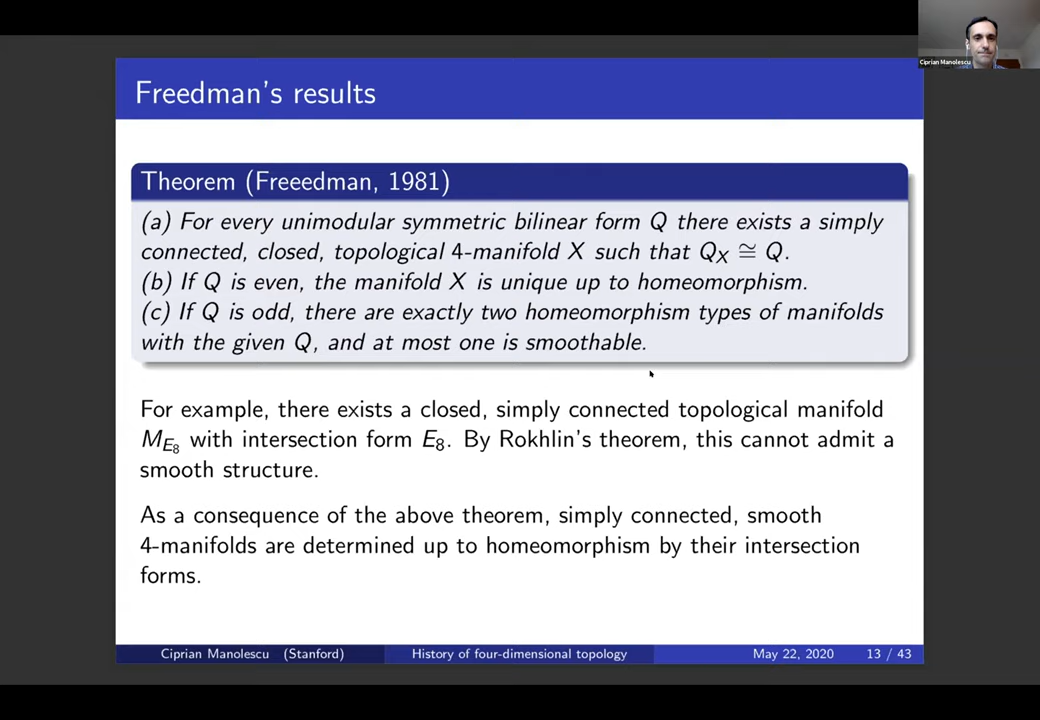 Ciprian Manolescu
Freedman's results
Theorem (Freeedman, 1981)
(a) For every unimodular symmetric bilinear form Q there exists a simply
connected, closed, topological 4-manifold X such that Q_X ≅ Q.
(b) If Q is even, the manifold X is unique up to homeomorphism.
(c) If Q is odd, there are exactly two homeomorphism types of manifolds
with the given Q, and at most one is smoothable.
For example, there exists a closed, simply connected topological manifold
M_{E_8} with intersection form E_8. By Rokhlin's theorem, this cannot admit a
smooth structure.
As a consequence of the above theorem, simply connected, smooth
4-manifolds are determined up to homeomorphism by their intersection
forms.
Ciprian Manolescu (Stanford) History of four-dimensional topology May 22, 2020 13 / 43